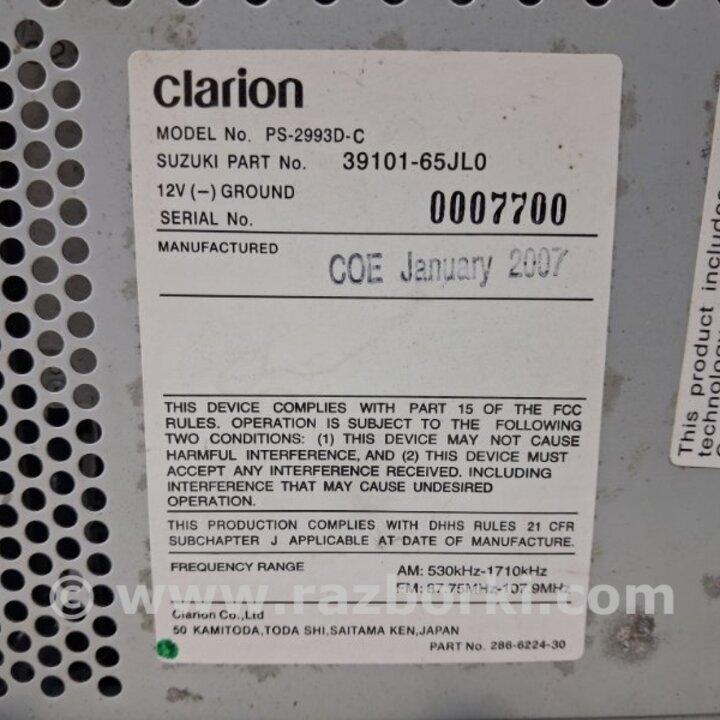 clarion
MODEL No. PS-2993D-C
SUZUKI PART No. 39101-65JL0
12V (-) GROUND
SERIAL No. 0007700
MANUFACTURED COE January 2007
THIS DEVICE COMPLIES WITH PART 15 OF THE FCC
RULES. OPERATION IS SUBJECT TO THE FOLLOWING
TWO CONDITIONS: (1) THIS DEVICE MAY NOT CAUSE
HARMFUL INTERFERENCE, AND (2) THIS DEVICE MUST
ACCEPT ANY INTERFERENCE RECEIVED. INCLUDING
INTERFERENCE THAT MAY CAUSE UNDESIRED
OPERATION.
THIS PRODUCTION COMPLIES WITH DHHS RULES 21 CFR
SUBCHAPTER J APPLICABLE AT DATE OF MANUFACTURE.
FREQUENCY RANGE AM: 530kHz-1710kHz
FM: 87.75MHz-107.9MHz
Clarion Co.,Ltd
50 KAMITODA,TODA SHI,SAITAMA KEN,JAPAN
PART No. 286-6224-30
This product includes
technology
www.razborki.com